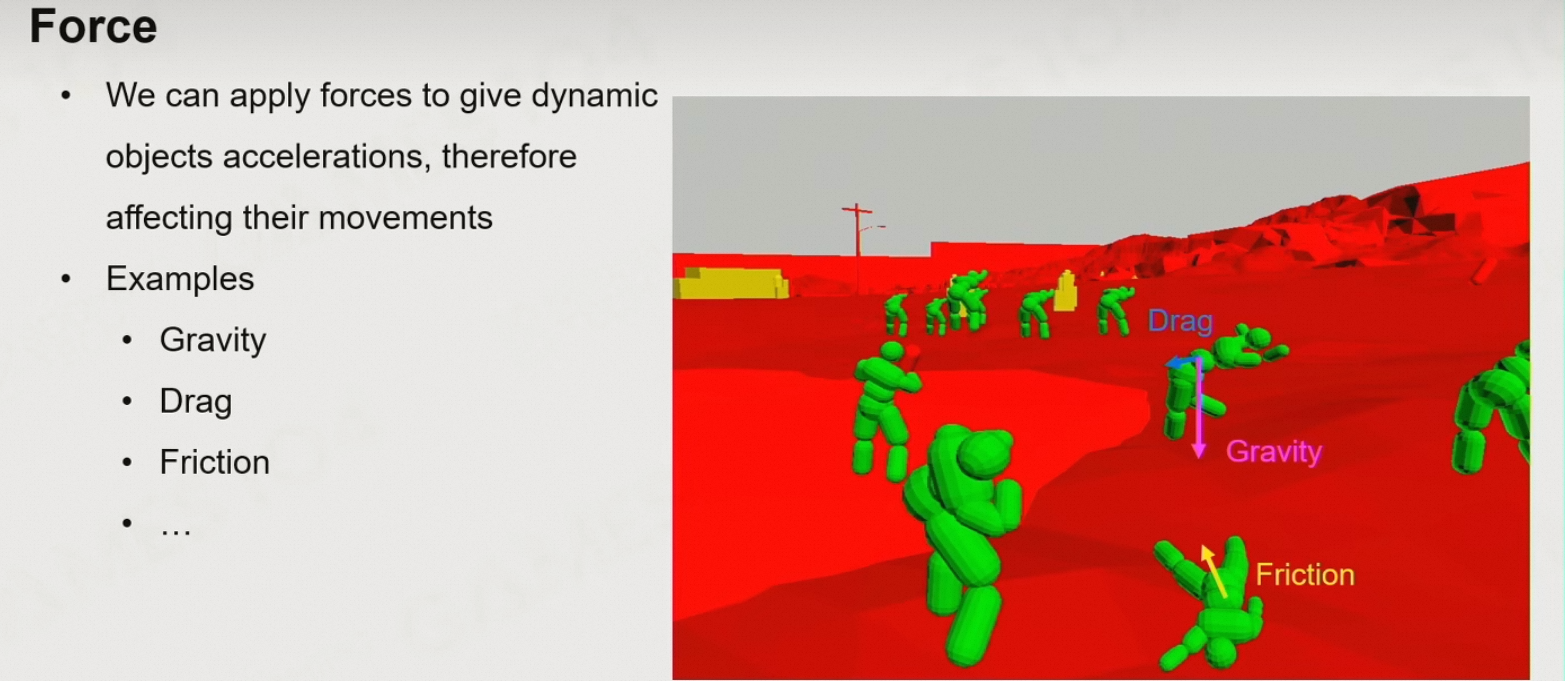 Force
• We can apply forces to give dynamic
objects accelerations, therefore
affecting their movements
• Examples
• Gravity
• Drag
• Friction
• ...
Drag
Gravity
Friction